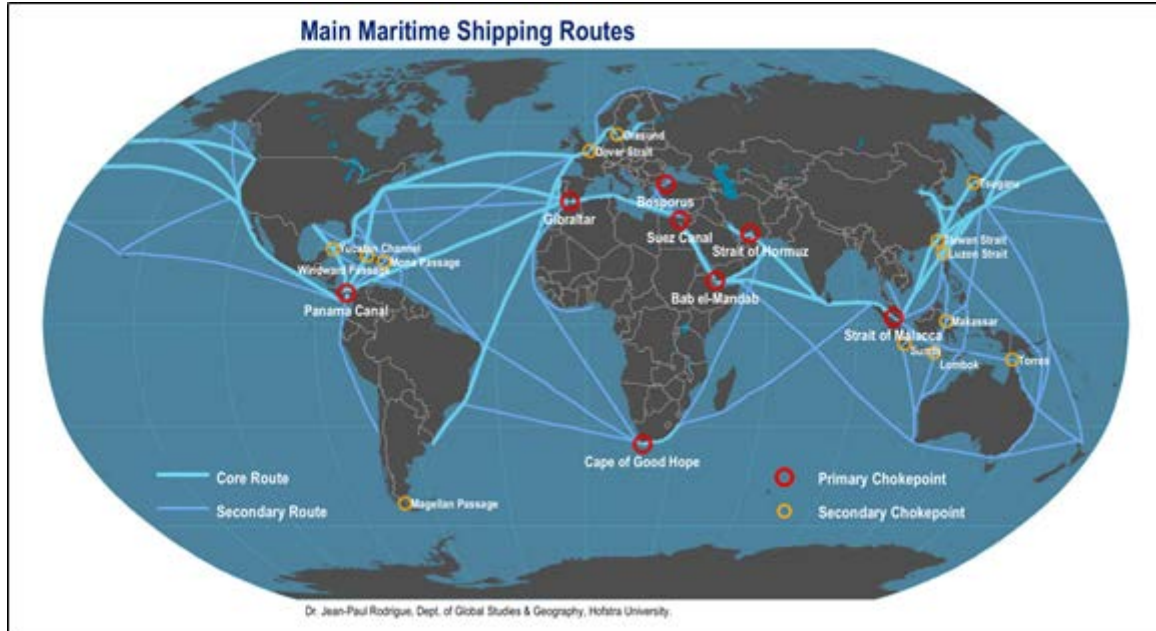 Main Maritime Shipping Routes
Oresund
Dover Strait
Bosporus
Tsugaru
Gibraltar
Suez Canal
Strait of Hormuz
Taiwan Strait
Luzon Strait
Yucatan Channel
Windward Passage
Mona Passage
Panama Canal
Bab el-Mandab
Strait of Malacca
Makassar
Sunda
Lombok
Torres
Cape of Good Hope
Core Route
Secondary Route
Magellan Passage
Primary Chokepoint
Secondary Chokepoint
Dr. Jean-Paul Rodrigue, Dept. of Global Studies & Geography, Hofstra University.